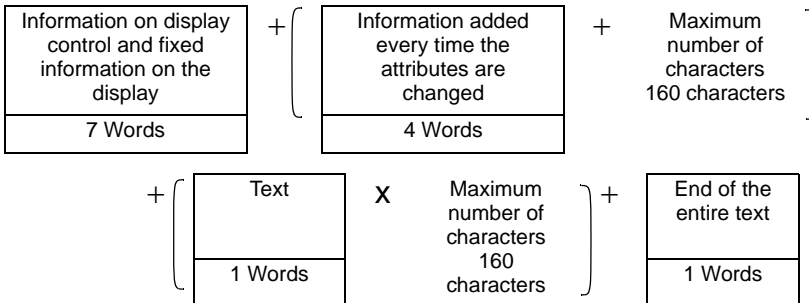 Information on display
control and fixed
information on the
display
7 Words
+
Information added
every time the
attributes are
changed
4 Words
+
Maximum
number of
characters
160 characters
+
Text
1 Words
X
Maximum
number of
characters
160
characters
+
End of the
entire text
1 Words